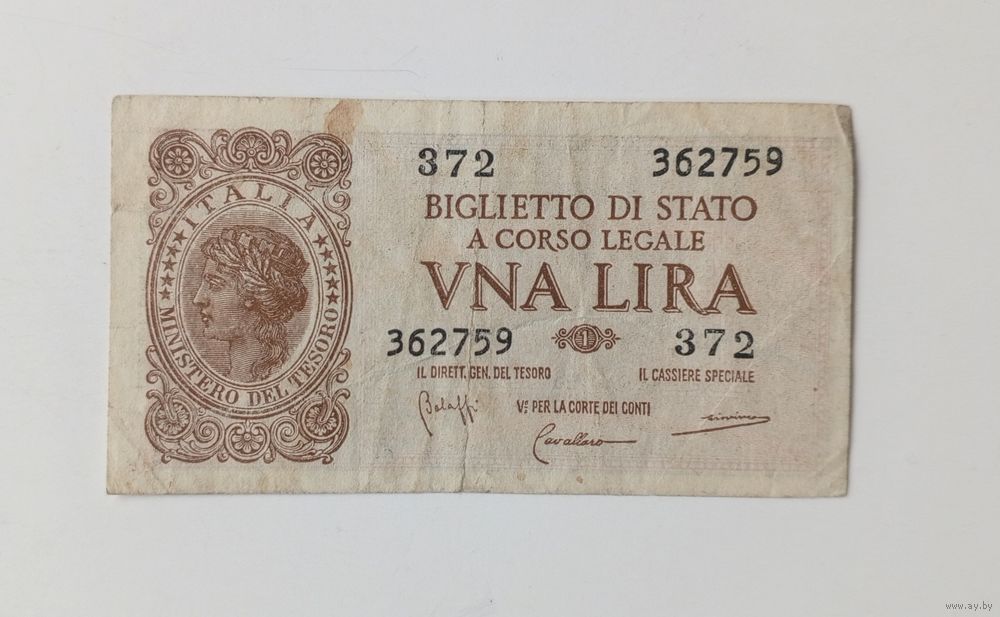 ITALIA
MINISTERO DEL TESORO
372 362759
BIGLIETTO DI STATO
A CORSO LEGALE
VNA LIRA
362759 1 372
IL DIRETT. GEN. DEL TESORO IL CASSIERE SPECIALE
Bolaffi Vº PER LA CORTE DEI CONTI
Cavallaro
www.ay.by